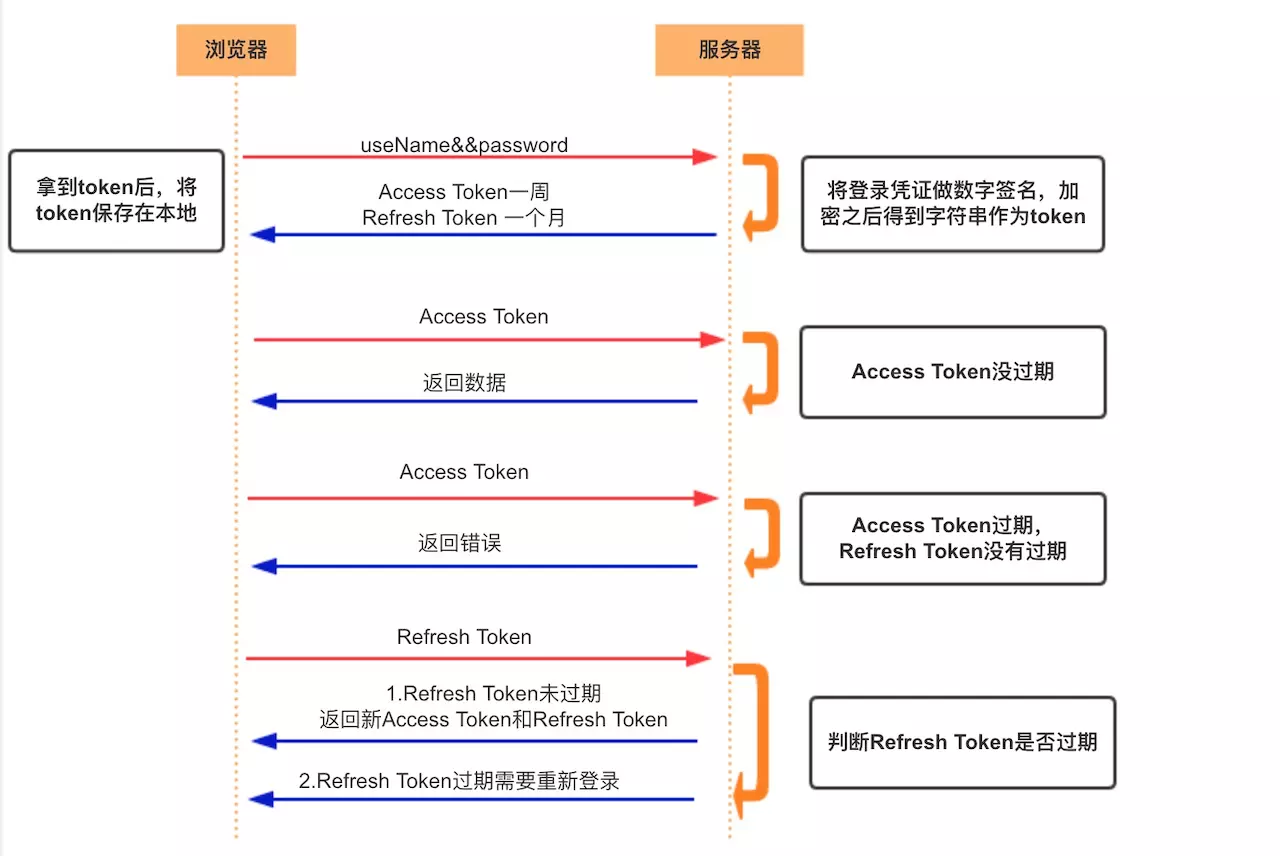 浏览器
服务器
useName&&password
拿到token后，将
token保存在本地
Access Token一周
Refresh Token 一个月
将登录凭证做数字签名，加
密之后得到字符串作为token
Access Token
返回数据
Access Token没过期
Access Token
返回错误
Access Token过期，
Refresh Token没有过期
Refresh Token
1.Refresh Token未过期
返回新Access Token和Refresh Token
2.Refresh Token过期需要重新登录
判断Refresh Token是否过期